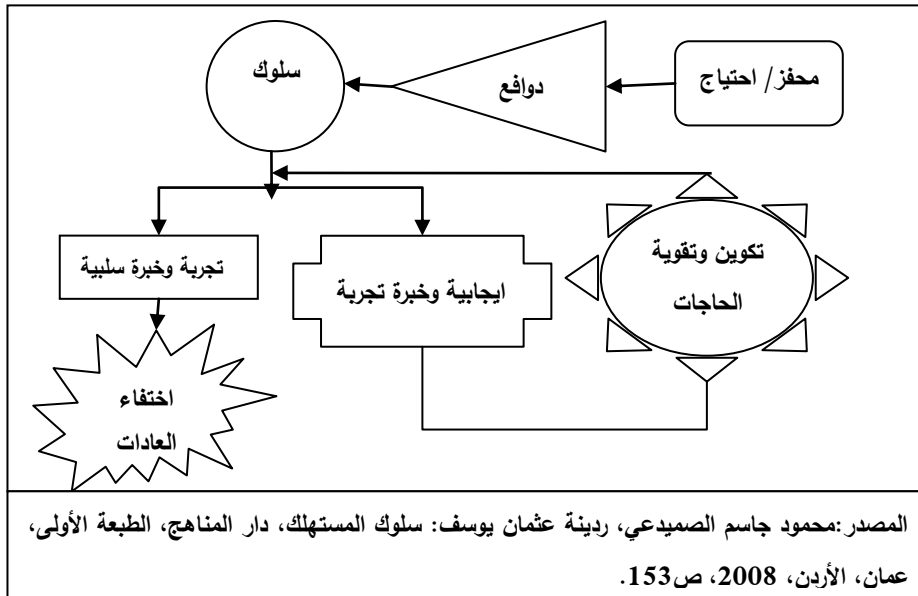 محفز/ احتياج
دوافع
سلوك
تجربة وخبرة سلبية
ايجابية وخبرة تجربة
تكوين وتقوية
الحاجات
اختفاء
العادات
المصدر:محمود جاسم الصميدعي، ردينة عثمان يوسف: سلوك المستهلك، دار المناهج، الطبعة الأولى،
عمان، الأردن، 2008، ص153.